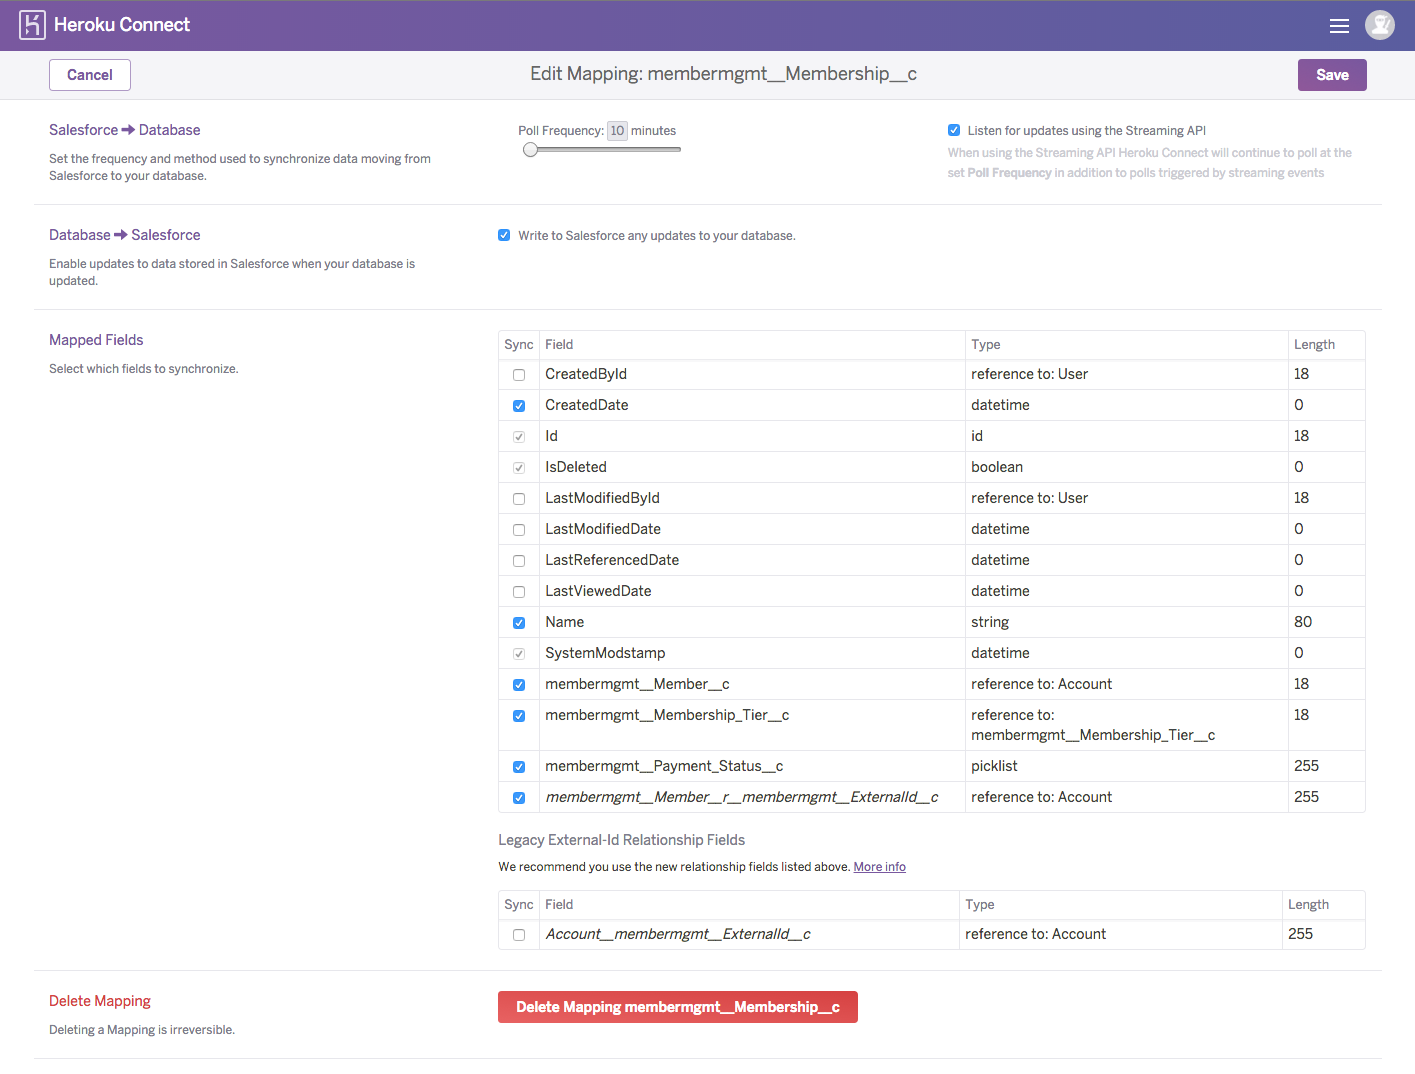 Heroku Connect
Cancel
Edit Mapping: membermgmt__Membership__c
Save
Salesforce ➔ Database
Set the frequency and method used to synchronize data moving from
Salesforce to your database.
Poll Frequency: 10 minutes
Listen for updates using the Streaming API
When using the Streaming API Heroku Connect will continue to poll at the
set Poll Frequency in addition to polls triggered by streaming events
Database ➔ Salesforce
Enable updates to data stored in Salesforce when your database is
updated.
Write to Salesforce any updates to your database.
Mapped Fields
Select which fields to synchronize.
Sync Field Type Length
CreatedById reference to: User 18
CreatedDate datetime 0
Id id 18
IsDeleted boolean 0
LastModifiedById reference to: User 18
LastModifiedDate datetime 0
LastReferencedDate datetime 0
LastViewedDate datetime 0
Name string 80
SystemModstamp datetime 0
membermgmt__Member__c reference to: Account 18
membermgmt__Membership_Tier__c reference to: 18
membermgmt__Membership_Tier__c
membermgmt__Payment_Status__c picklist 255
membermgmt__Member__r__membermgmt__ExternalId__c reference to: Account 255
Legacy External-Id Relationship Fields
We recommend you use the new relationship fields listed above. More info
Sync Field Type Length
Account__membermgmt__ExternalId__c reference to: Account 255
Delete Mapping
Deleting a Mapping is irreversible.
Delete Mapping membermgmt__Membership__c